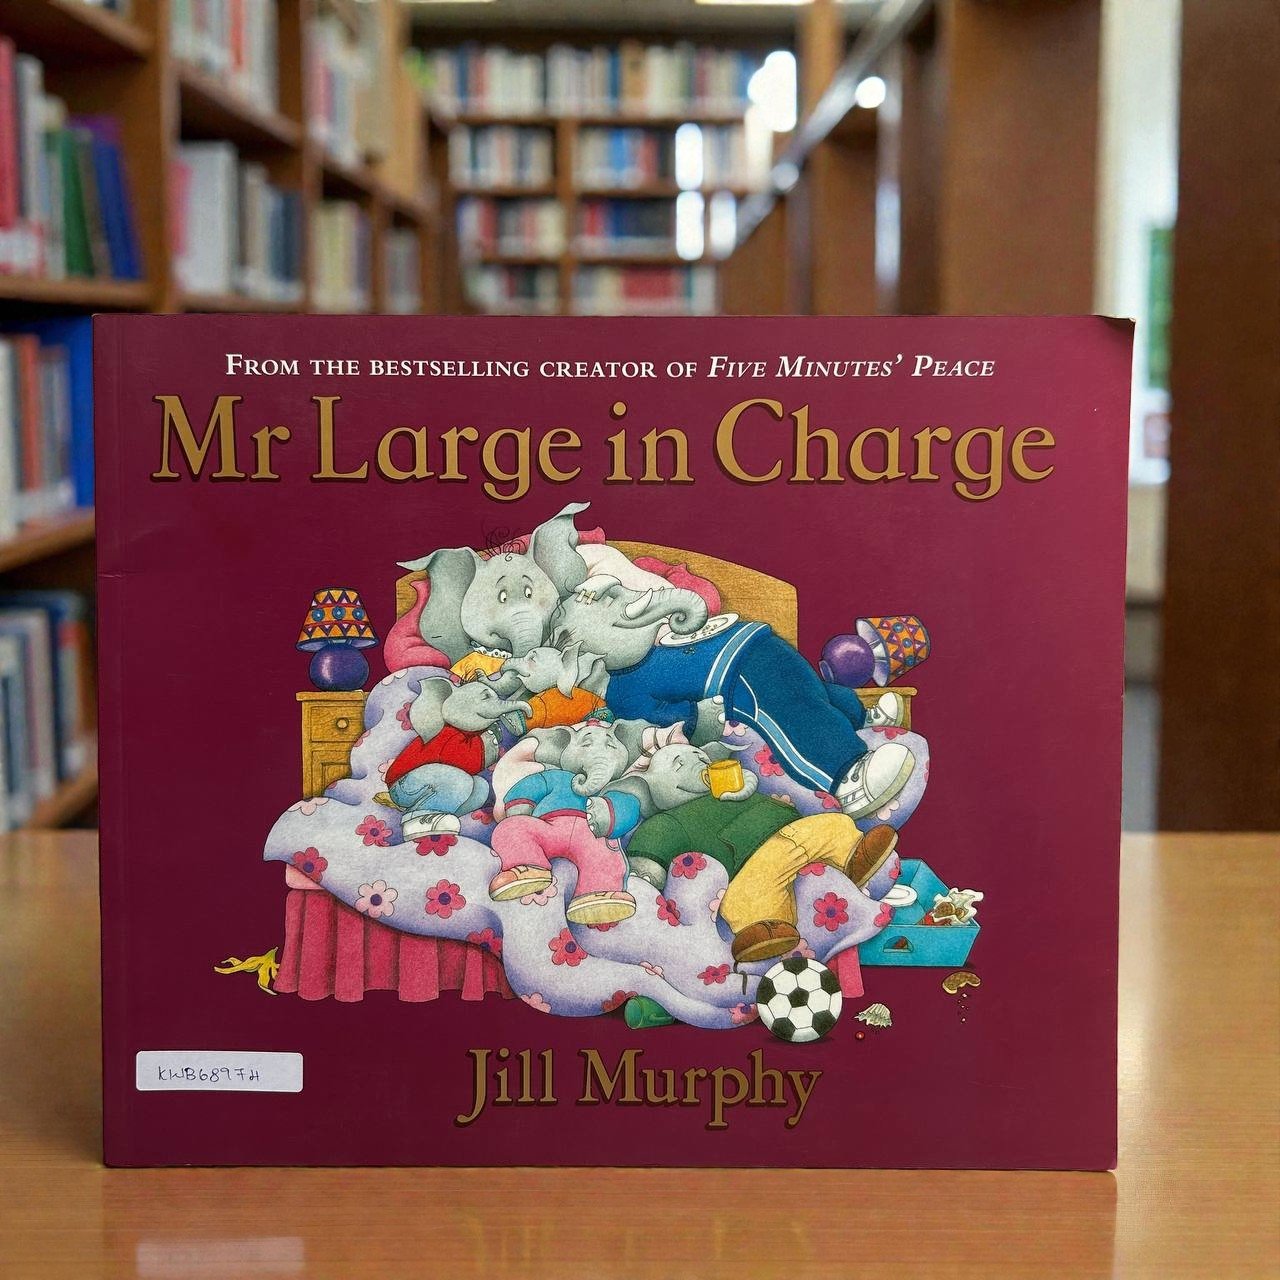 FROM THE BESTSELLING CREATOR OF FIVE MINUTES' PEACE
Mr Large in Charge
KWB6897H
Jill Murphy